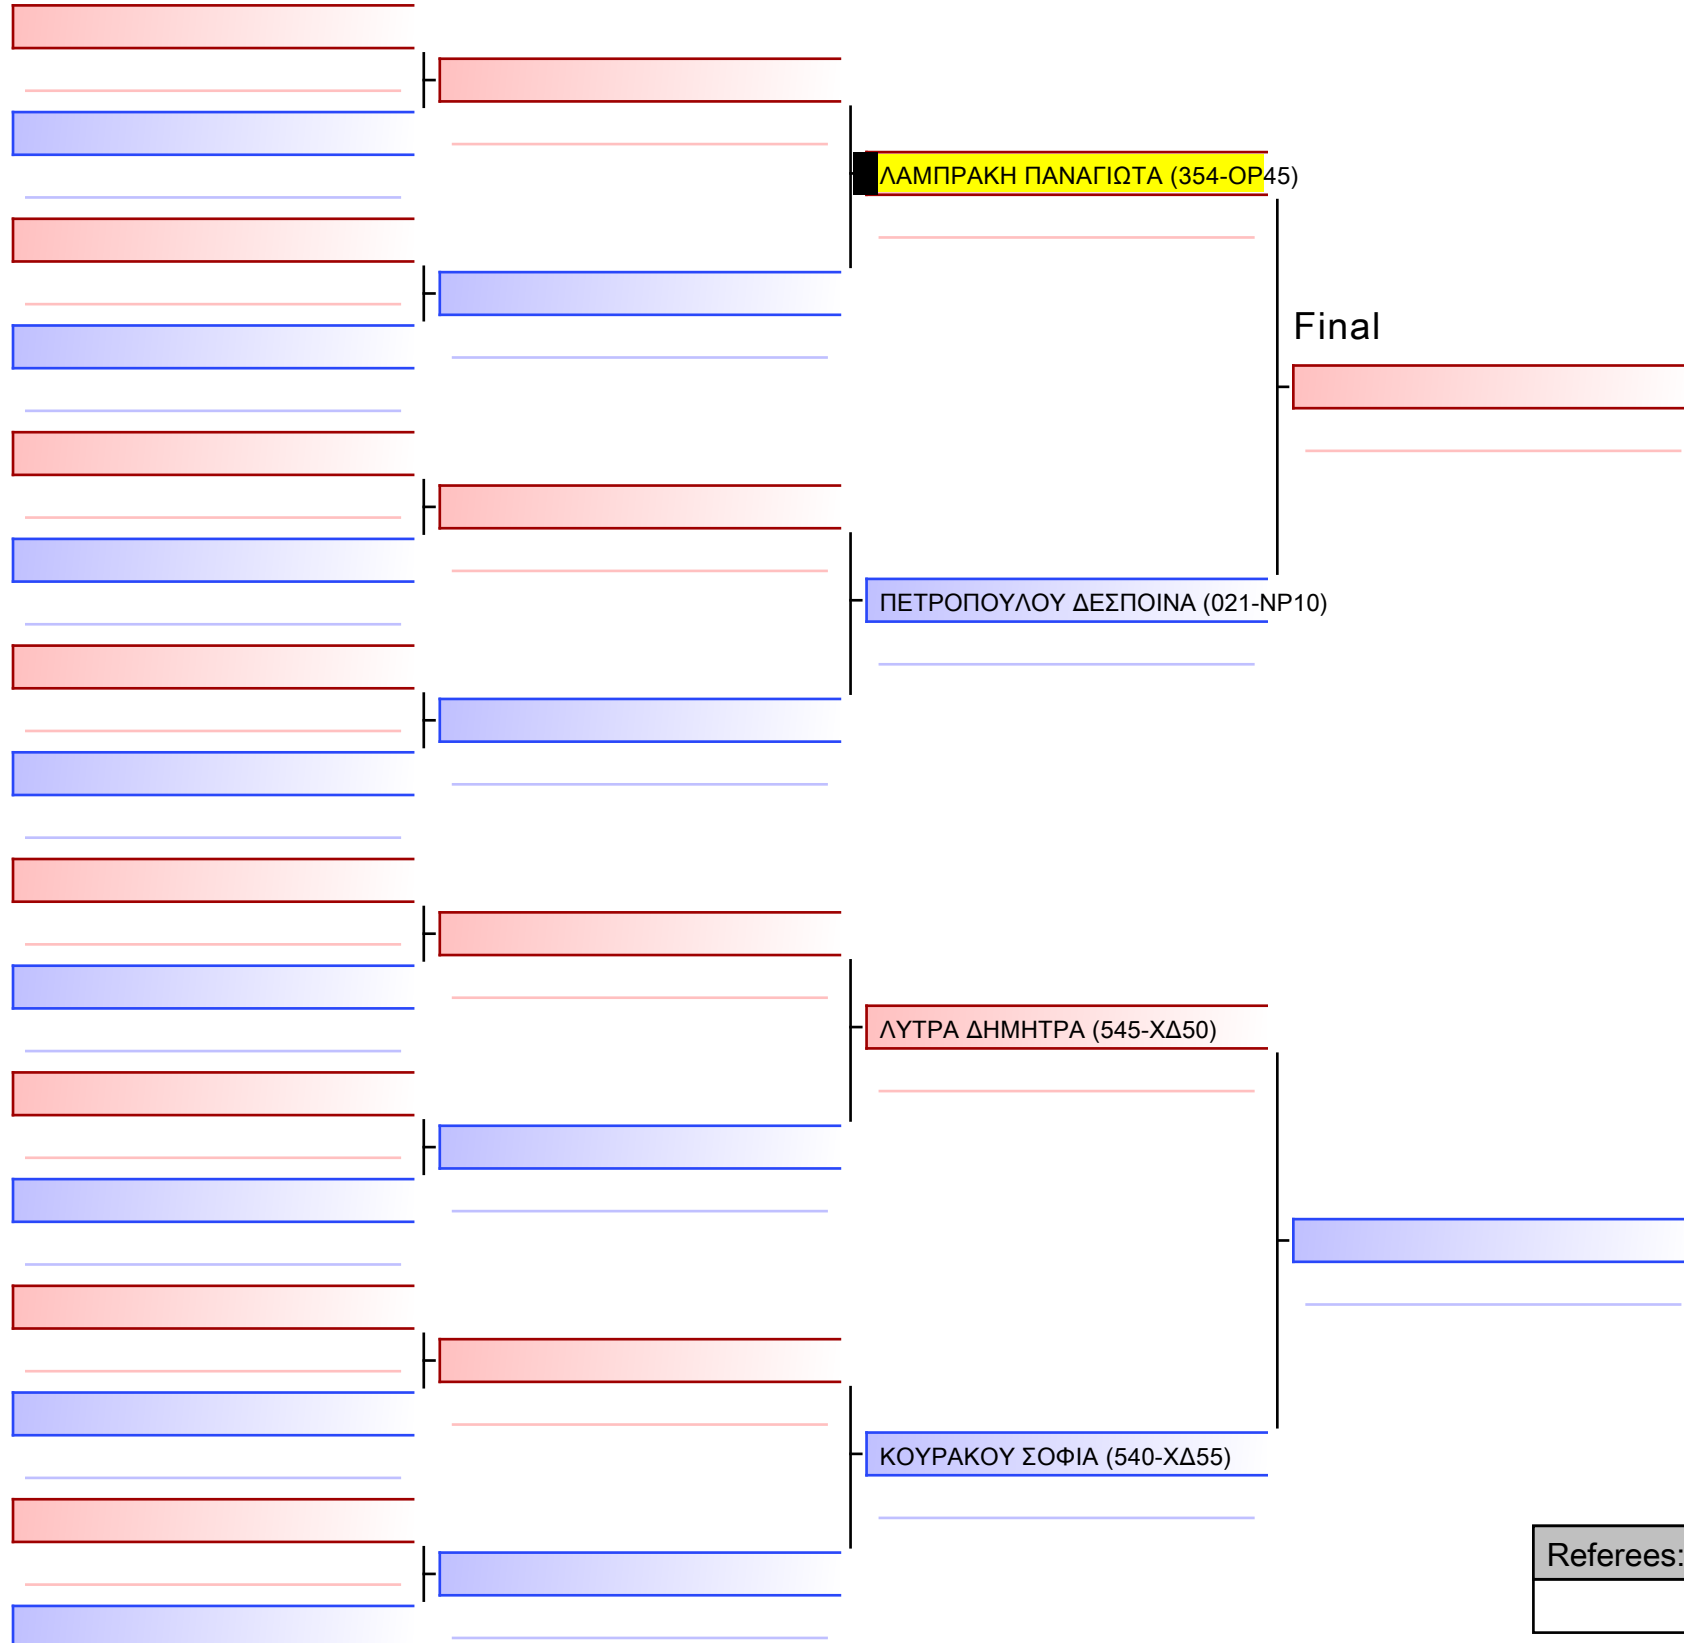 ΛΑΜΠΡΑΚΗ ΠΑΝΑΓΙΩΤΑ (354-ΟΡ45)
Final
ΠΕΤΡΟΠΟΥΛΟΥ ΔΕΣΠΟΙΝΑ (021-ΝΡ10)
ΛΥΤΡΑ ΔΗΜΗΤΡΑ (545-ΧΔ50)
ΚΟΥΡΑΚΟΥ ΣΟΦΙΑ (540-ΧΔ55)
Referees: